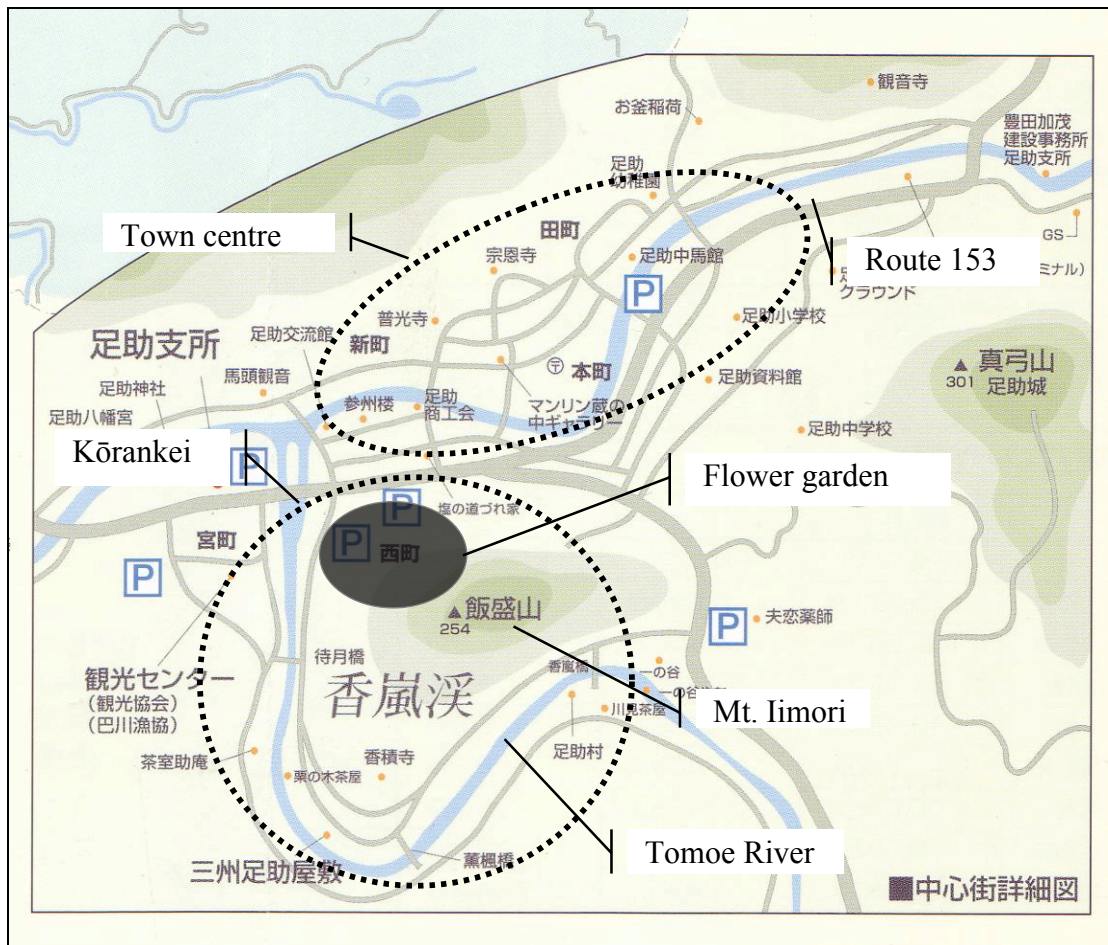 観音寺
お釜稲荷
豊田加茂
建設事務所
足助支所
足助
幼稚園
Town centre
田町
GS
宗恩寺
足助中馬館
Route 153
ミナル)
グラウンド
P
足助交流館
普光寺
足助小学校
足助支所
新町
真弓山
301
足助城
馬頭観音
〒
本町
足助神社
足助資料館
参州楼
足助
商工会
マンリン蔵の
中ギャラリー
足助八幡宮
足助中学校
Kōrankei
P
Flower garden
P
塩の道づれ家
宮町
P
西町
P
飯盛山
254
P
夫恋薬師
待月橋
香嵐橋
一の谷
観光センター
(観光協会)
(巴川漁協)
香嵐渓
川見茶屋
Mt. Iimori
茶室助庵
香積寺
足助村
栗の木茶屋
Tomoe River
薫楓橋
三州足助屋敷
■中心街詳細図